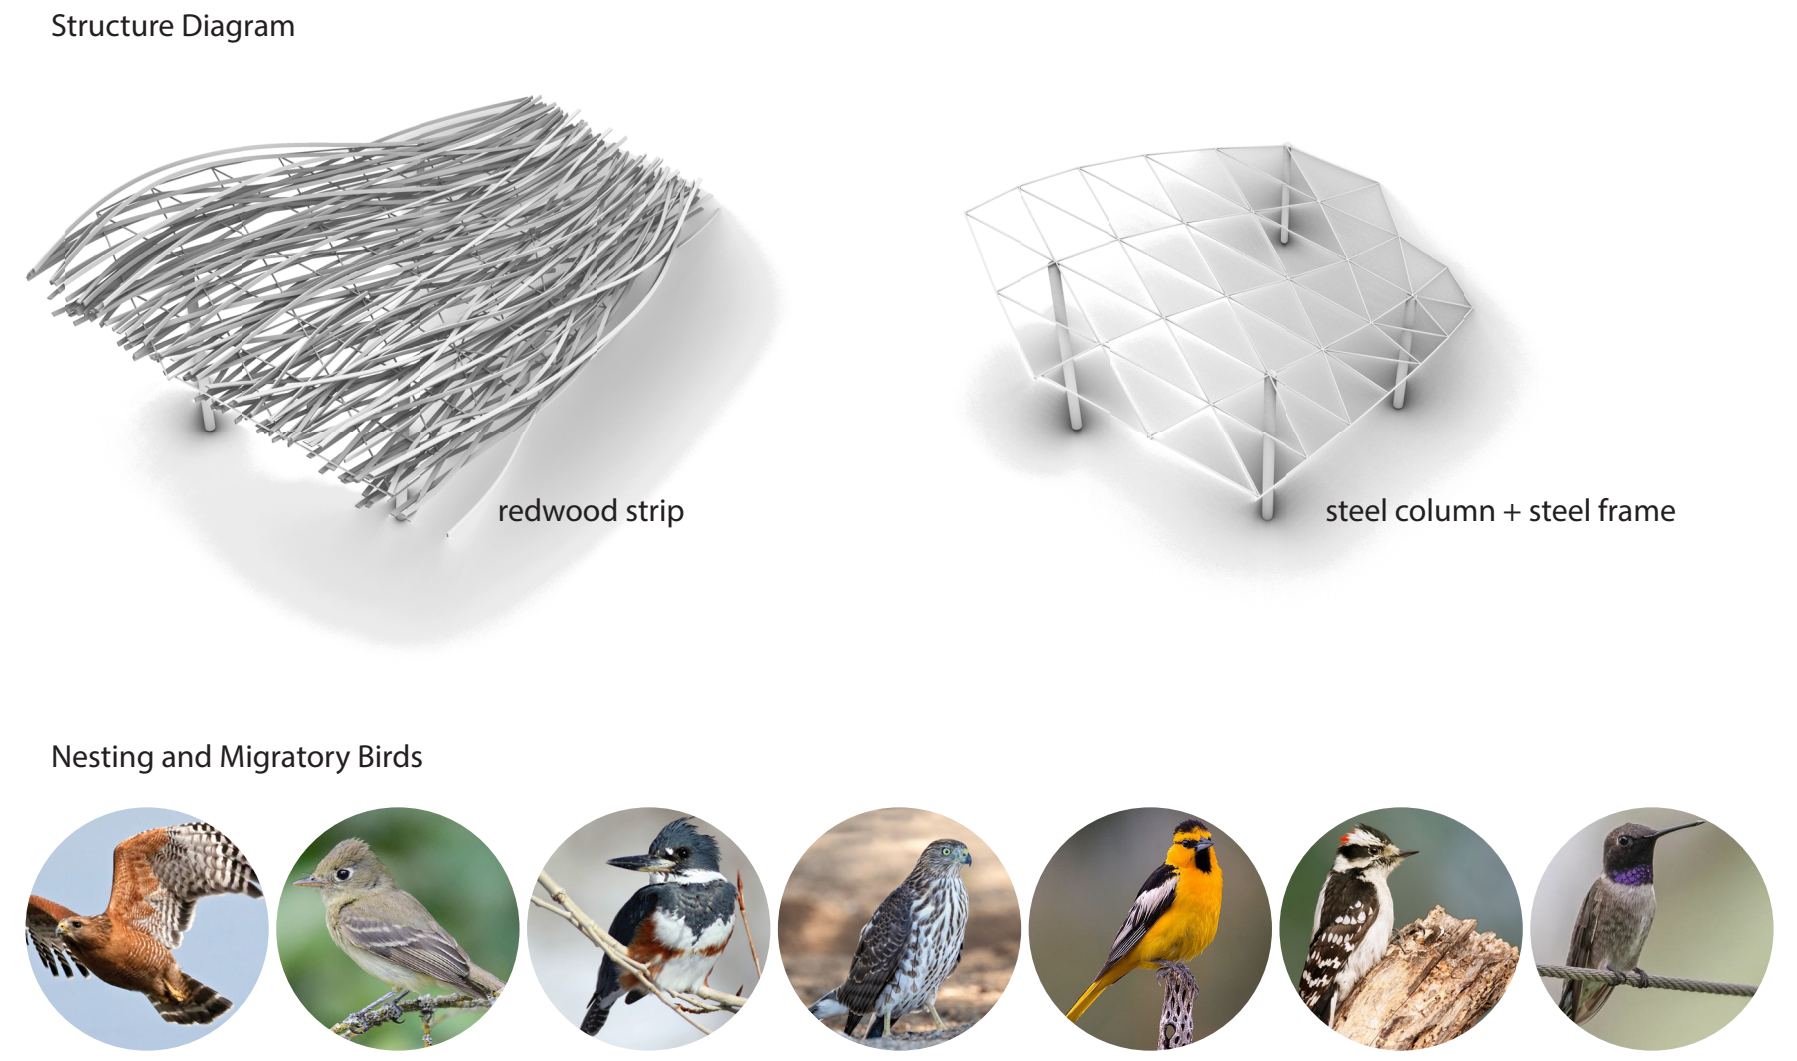 Structure Diagram
redwood strip
steel column + steel frame
Nesting and Migratory Birds